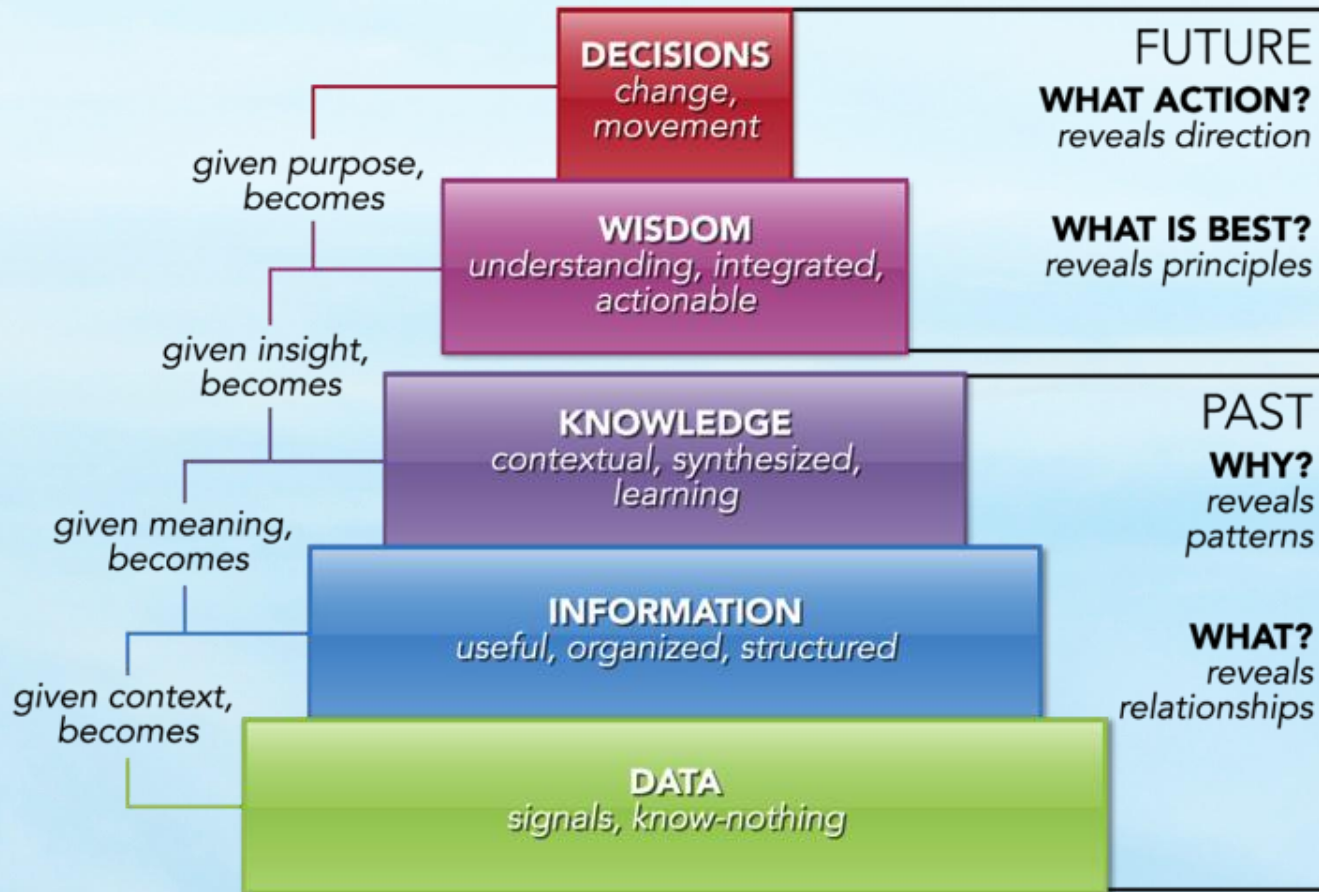 DECISIONS
change,
movement
FUTURE
WHAT ACTION?
reveals direction
given purpose,
becomes
WISDOM
understanding, integrated,
actionable
WHAT IS BEST?
reveals principles
given insight,
becomes
KNOWLEDGE
contextual, synthesized,
learning
PAST
WHY?
reveals
patterns
given meaning,
becomes
INFORMATION
useful, organized, structured
WHAT?
reveals
relationships
given context,
becomes
DATA
signals, know-nothing